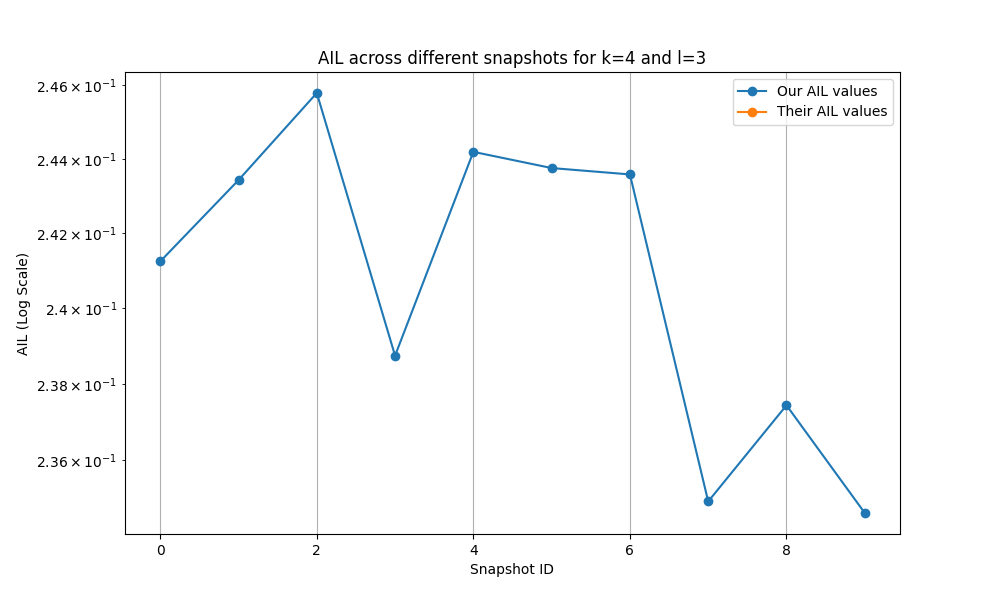 AIL across different snapshots for k=4 and l=3
Our AIL values
Their AIL values
2.46 × 10⁻¹
2.44 × 10⁻¹
2.42 × 10⁻¹
2.4 × 10⁻¹
2.38 × 10⁻¹
2.36 × 10⁻¹
AIL (Log Scale)
0 2 4 6 8
Snapshot ID